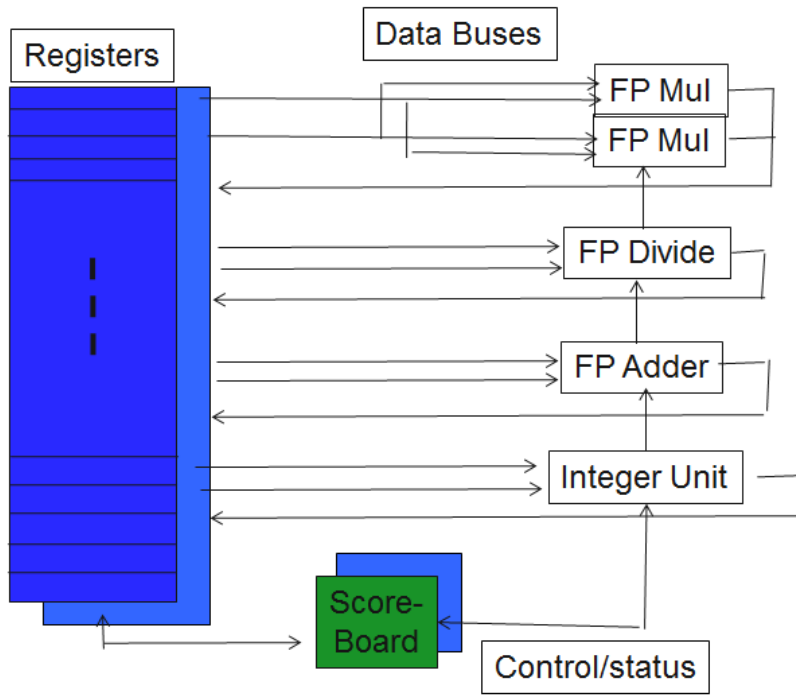 Data Buses
Registers
FP Mul
FP Mul
FP Divide
FP Adder
Integer Unit
Score-
Board
Control/status